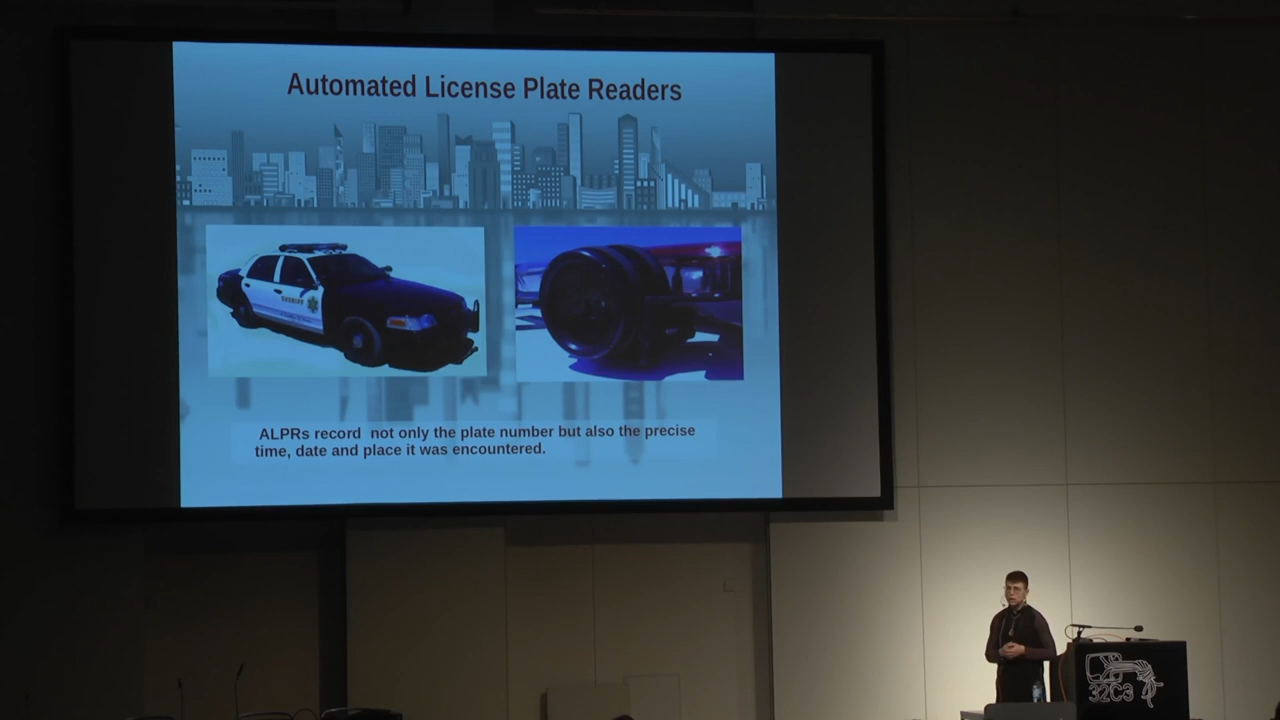 Automated License Plate Readers
SHERIFF
ALPRs record not only the plate number but also the precise
time, date and place it was encountered.
32C3